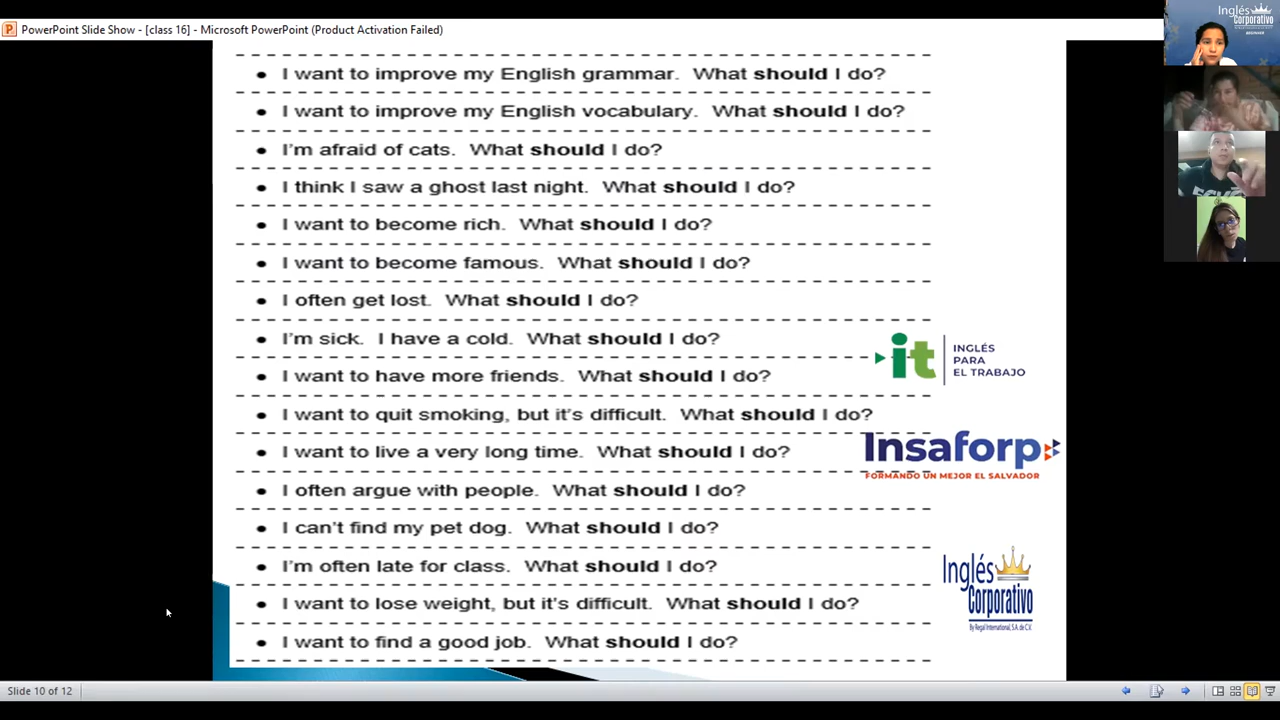 PowerPoint Slide Show - [class 16] - Microsoft PowerPoint (Product Activation Failed)
Inglés
Corporativo
BEGINNER
• I want to improve my English grammar. What should I do?
• I want to improve my English vocabulary. What should I do?
• I'm afraid of cats. What should I do?
• I think I saw a ghost last night. What should I do?
• I want to become rich. What should I do?
• I want to become famous. What should I do?
• I often get lost. What should I do?
• I'm sick. I have a cold. What should I do?
• I want to have more friends. What should I do?
• I want to quit smoking, but it's difficult. What should I do?
• I want to live a very long time. What should I do?
• I often argue with people. What should I do?
• I can't find my pet dog. What should I do?
• I'm often late for class. What should I do?
• I want to lose weight, but it's difficult. What should I do?
• I want to find a good job. What should I do?
it
INGLÉS
PARA
EL TRABAJO
Insaforp
FORMANDO UN MEJOR EL SALVADOR
Inglés
Corporativo
By Regal International, S.A. de C.V.
Slide 10 of 12